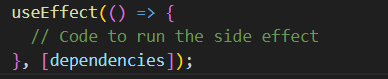 useEffect(() => {
  // Code to run the side effect
}, [dependencies]);